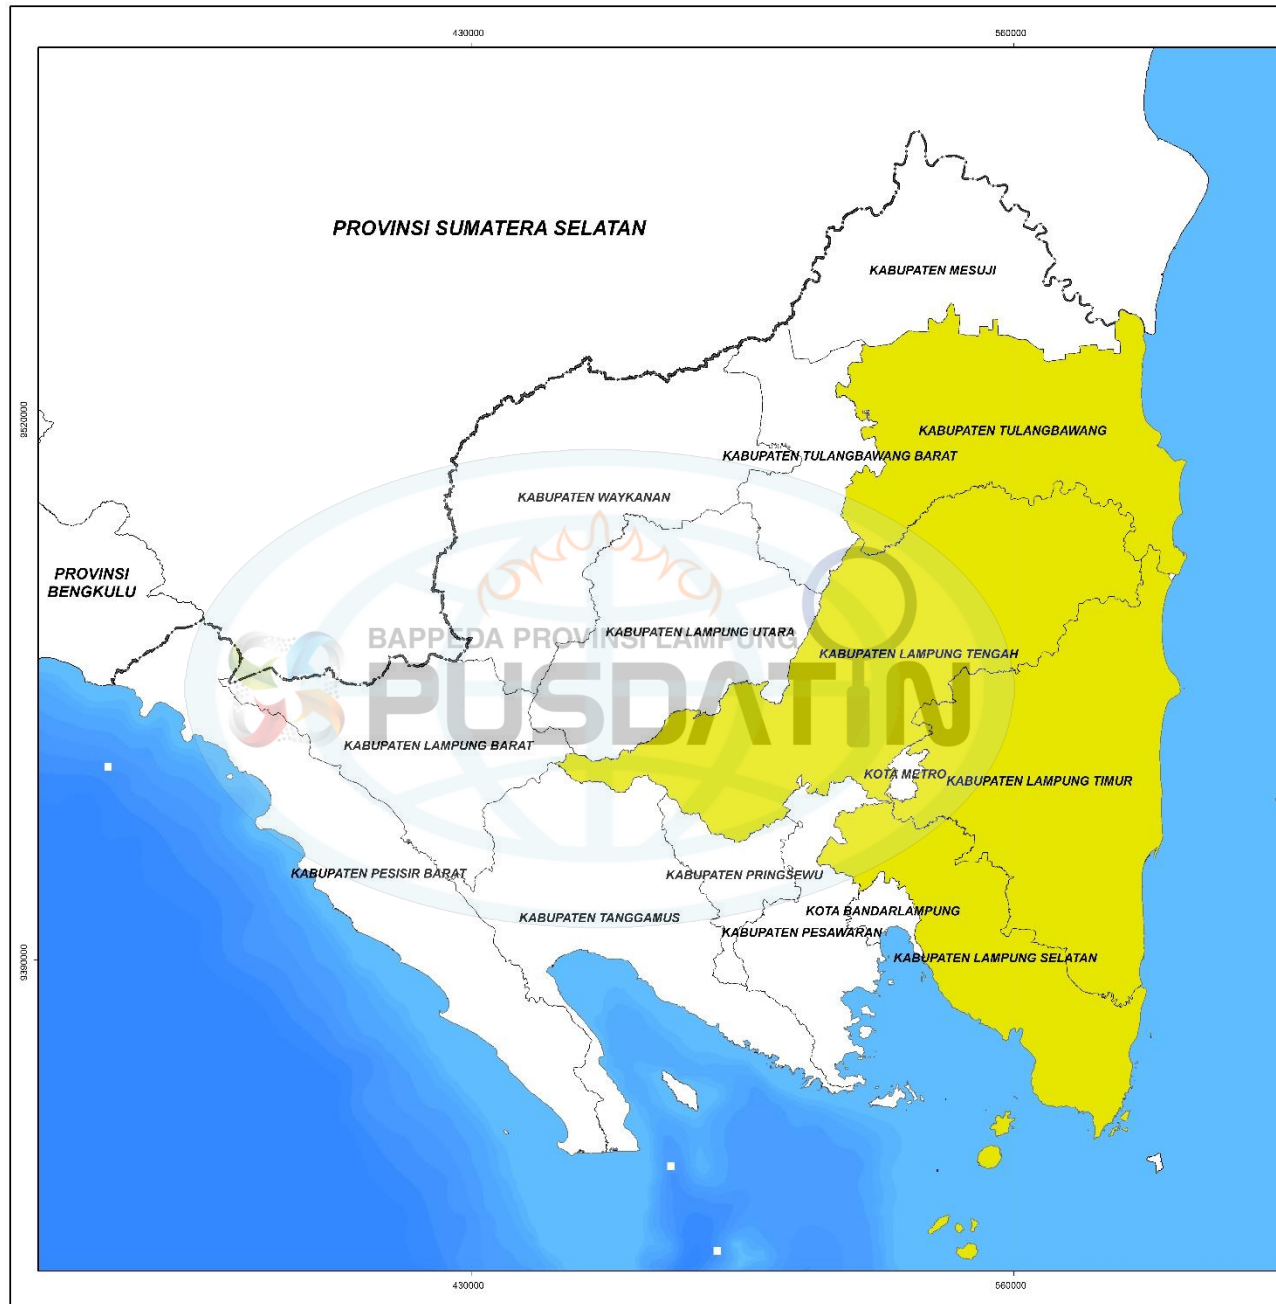 430000
560000
PROVINSI SUMATERA SELATAN
KABUPATEN MESUJI
8520000
KABUPATEN TULANGBAWANG
KABUPATEN TULANGBAWANG BARAT
KABUPATEN WAYKANAN
PROVINSI
BENGKULU
KABUPATEN LAMPUNG UTARA
BAPPEDA PROVINSI LAMPUNG
KABUPATEN LAMPUNG TENGAH
PUSDATIN
KABUPATEN LAMPUNG BARAT
KOTA METRO
KABUPATEN LAMPUNG TIMUR
KABUPATEN PESISIR BARAT
KABUPATEN PRINGSEWU
KABUPATEN TANGGAMUS
KOTA BANDARLAMPUNG
KABUPATEN PESAWARAN
KABUPATEN LAMPUNG SELATAN
9390000
430000
560000